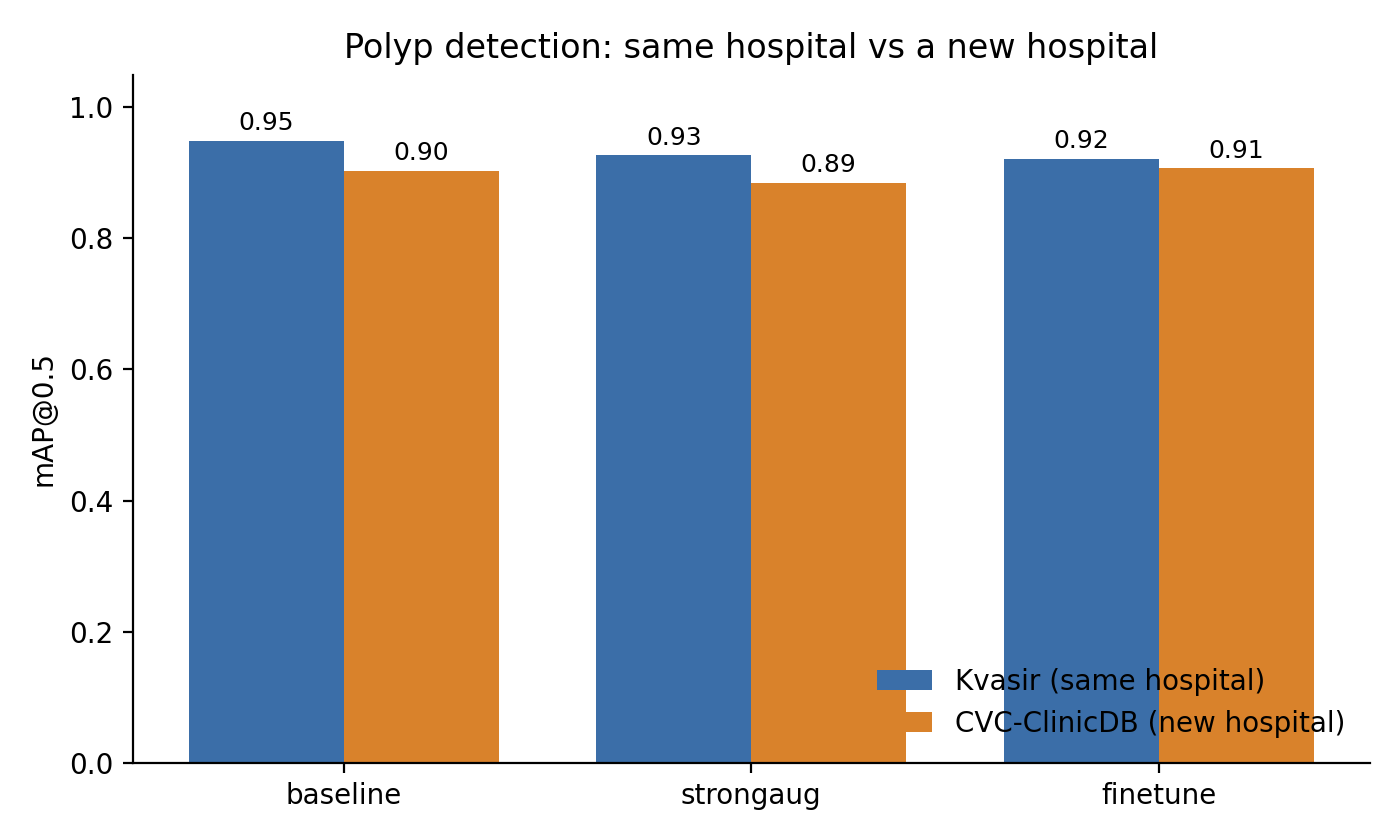 Polyp detection: same hospital vs a new hospital
mAP@0.5
1.0
0.8
0.6
0.4
0.2
0.0
0.95
0.90
0.93
0.89
0.92
0.91
Kvasir (same hospital)
CVC-ClinicDB (new hospital)
baseline
strongaug
finetune